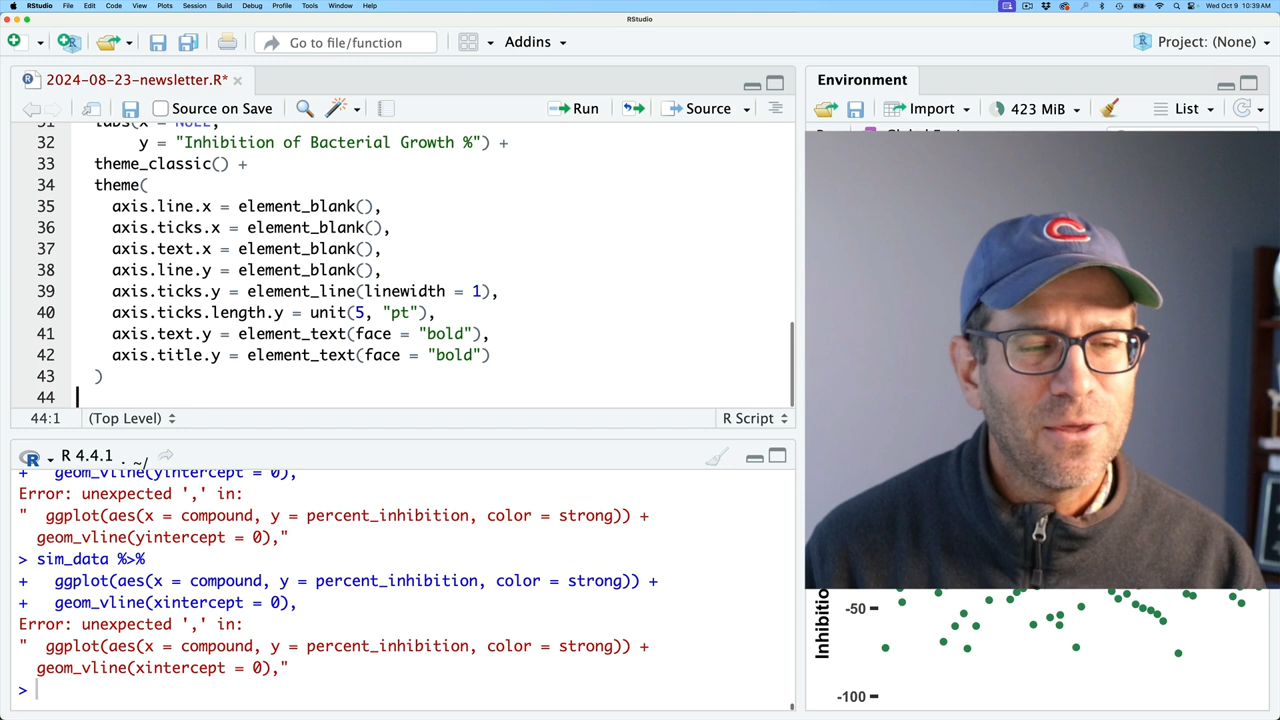 RStudio File Edit Code View Plots Session Build Debug Profile Tools Window Help
Wed Oct 9 10:39 AM
RStudio
Go to file/function
Addins
Project: (None)
2024-08-23-newsletter.R*
Source on Save
Run
Source
31 labs(x = NULL,
32 y = "Inhibition of Bacterial Growth %") +
33 theme_classic() +
34 theme(
35 axis.line.x = element_blank(),
36 axis.ticks.x = element_blank(),
37 axis.text.x = element_blank(),
38 axis.line.y = element_blank(),
39 axis.ticks.y = element_line(linewidth = 1),
40 axis.ticks.length.y = unit(5, "pt"),
41 axis.text.y = element_text(face = "bold"),
42 axis.title.y = element_text(face = "bold")
43 )
44
44:1 (Top Level) R Script
R 4.4.1 . ~/
+ geom_vline(yintercept = 0),
Error: unexpected ',' in:
" ggplot(aes(x = compound, y = percent_inhibition, color = strong)) +
geom_vline(yintercept = 0),"
> sim_data %>%
+ ggplot(aes(x = compound, y = percent_inhibition, color = strong)) +
+ geom_vline(xintercept = 0),
Error: unexpected ',' in:
" ggplot(aes(x = compound, y = percent_inhibition, color = strong)) +
geom_vline(xintercept = 0),"
>
Environment
Import
423 MiB
List
C
Inhibitio
-50
-100